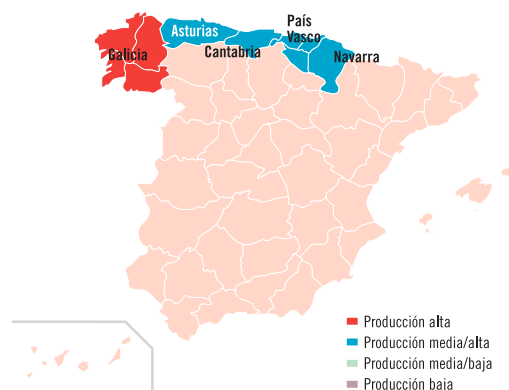 Asturias
País
Vasco
Galicia
Cantabria
Navarra
Producción alta
Producción media/alta
Producción media/baja
Producción baja